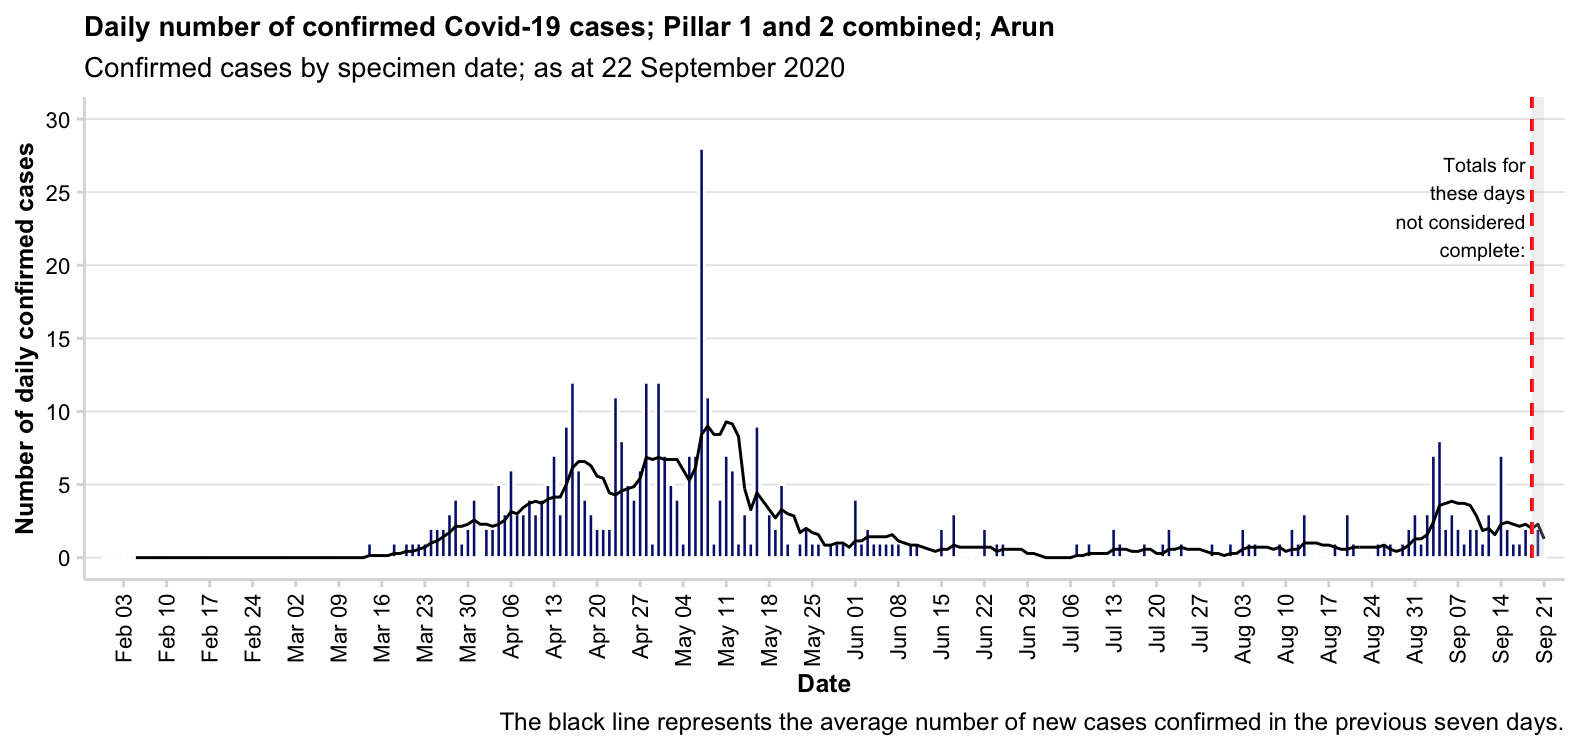 Daily number of confirmed Covid-19 cases; Pillar 1 and 2 combined; Arun
Confirmed cases by specimen date; as at 22 September 2020
Number of daily confirmed cases
30
25
20
15
10
5
0
Totals for
these days
not considered
complete:
Feb 03
Feb 10
Feb 17
Feb 24
Mar 02
Mar 09
Mar 16
Mar 23
Mar 30
Apr 06
Apr 13
Apr 20
Apr 27
May 04
May 11
May 18
May 25
Jun 01
Jun 08
Jun 15
Jun 22
Jun 29
Jul 06
Jul 13
Jul 20
Jul 27
Aug 03
Aug 10
Aug 17
Aug 24
Aug 31
Sep 07
Sep 14
Sep 21
Date
The black line represents the average number of new cases confirmed in the previous seven days.